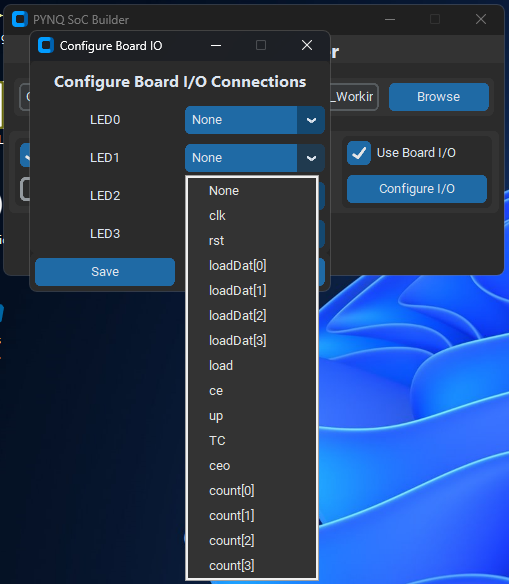 PYNQ SoC Builder
Configure Board IO
Configure Board I/O Connections
_Workir
Browse
LED0
None
LED1
None
Use Board I/O
LED2
Configure I/O
LED3
Save
None
clk
rst
loadDat[0]
loadDat[1]
loadDat[2]
loadDat[3]
load
ce
up
TC
ceo
count[0]
count[1]
count[2]
count[3]